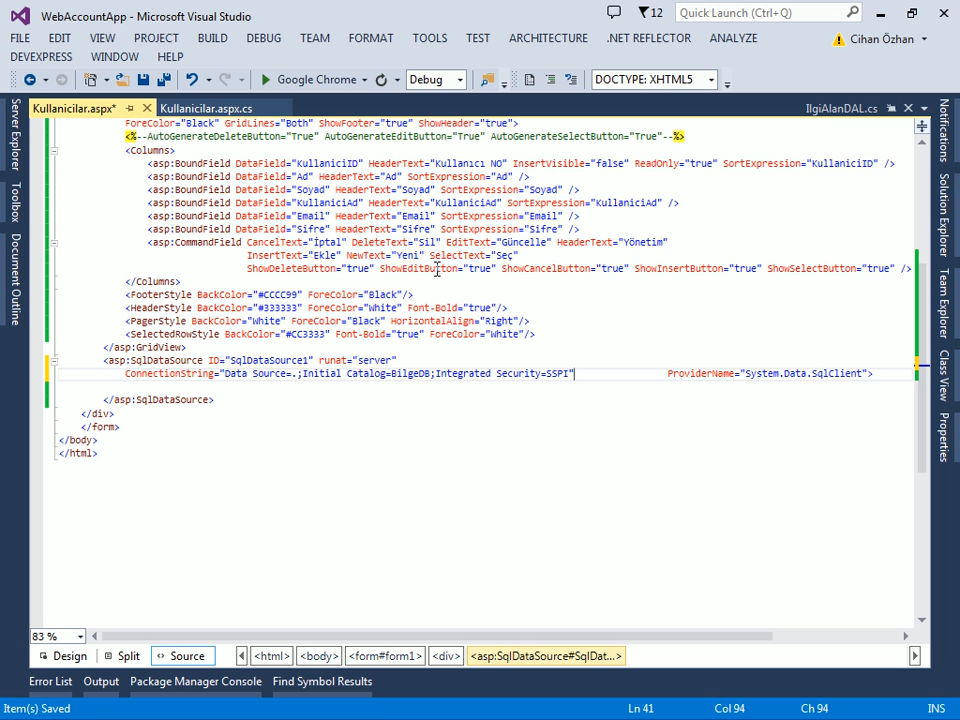 WebAccountApp - Microsoft Visual Studio
12
Quick Launch (Ctrl+Q)
FILE EDIT VIEW PROJECT BUILD DEBUG TEAM FORMAT TOOLS TEST ARCHITECTURE .NET REFLECTOR ANALYZE
Cihan Özhan
DEVEXPRESS WINDOW HELP
Google Chrome Debug DOCTYPE: XHTML5
Kullanicilar.aspx* Kullanicilar.aspx.cs IlgiAlanDAL.cs
Server Explorer
Toolbox
Document Outline
ForeColor="Black" GridLines="Both" ShowFooter="true" ShowHeader="true">
<%--AutoGenerateDeleteButton="True" AutoGenerateEditButton="True" AutoGenerateSelectButton="True"--%>
<Columns>
<asp:BoundField DataField="KullaniciID" HeaderText="Kullanıcı NO" InsertVisible="false" ReadOnly="true" SortExpression="KullaniciID" />
<asp:BoundField DataField="Ad" HeaderText="Ad" SortExpression="Ad" />
<asp:BoundField DataField="Soyad" HeaderText="Soyad" SortExpression="Soyad" />
<asp:BoundField DataField="KullaniciAd" HeaderText="KullaniciAd" SortExpression="KullaniciAd" />
<asp:BoundField DataField="Email" HeaderText="Email" SortExpression="Email" />
<asp:BoundField DataField="Sifre" HeaderText="Sifre" SortExpression="Sifre" />
<asp:CommandField CancelText="İptal" DeleteText="Sil" EditText="Güncelle" HeaderText="Yönetim"
InsertText="Ekle" NewText="Yeni" SelectText="Seç"
ShowDeleteButton="true" ShowEditButton="true" ShowCancelButton="true" ShowInsertButton="true" ShowSelectButton="true" />
</Columns>
<FooterStyle BackColor="#CCCC99" ForeColor="Black"/>
<HeaderStyle BackColor="#333333" ForeColor="White" Font-Bold="true"/>
<PagerStyle BackColor="White" ForeColor="Black" HorizontalAlign="Right"/>
<SelectedRowStyle BackColor="#CC3333" Font-Bold="true" ForeColor="White"/>
</asp:GridView>
<asp:SqlDataSource ID="SqlDataSource1" runat="server"
ConnectionString="Data Source=.;Initial Catalog=BilgeDB;Integrated Security=SSPI" ProviderName="System.Data.SqlClient">
</asp:SqlDataSource>
</div>
</form>
</body>
</html>
Notifications
Solution Explorer
Team Explorer
Class View
Properties
83 %
Design Split Source <html> <body> <form#form1> <div> <asp:SqlDataSource#SqlDat...>
Error List Output Package Manager Console Find Symbol Results
Item(s) Saved Ln 41 Col 94 Ch 94 INS